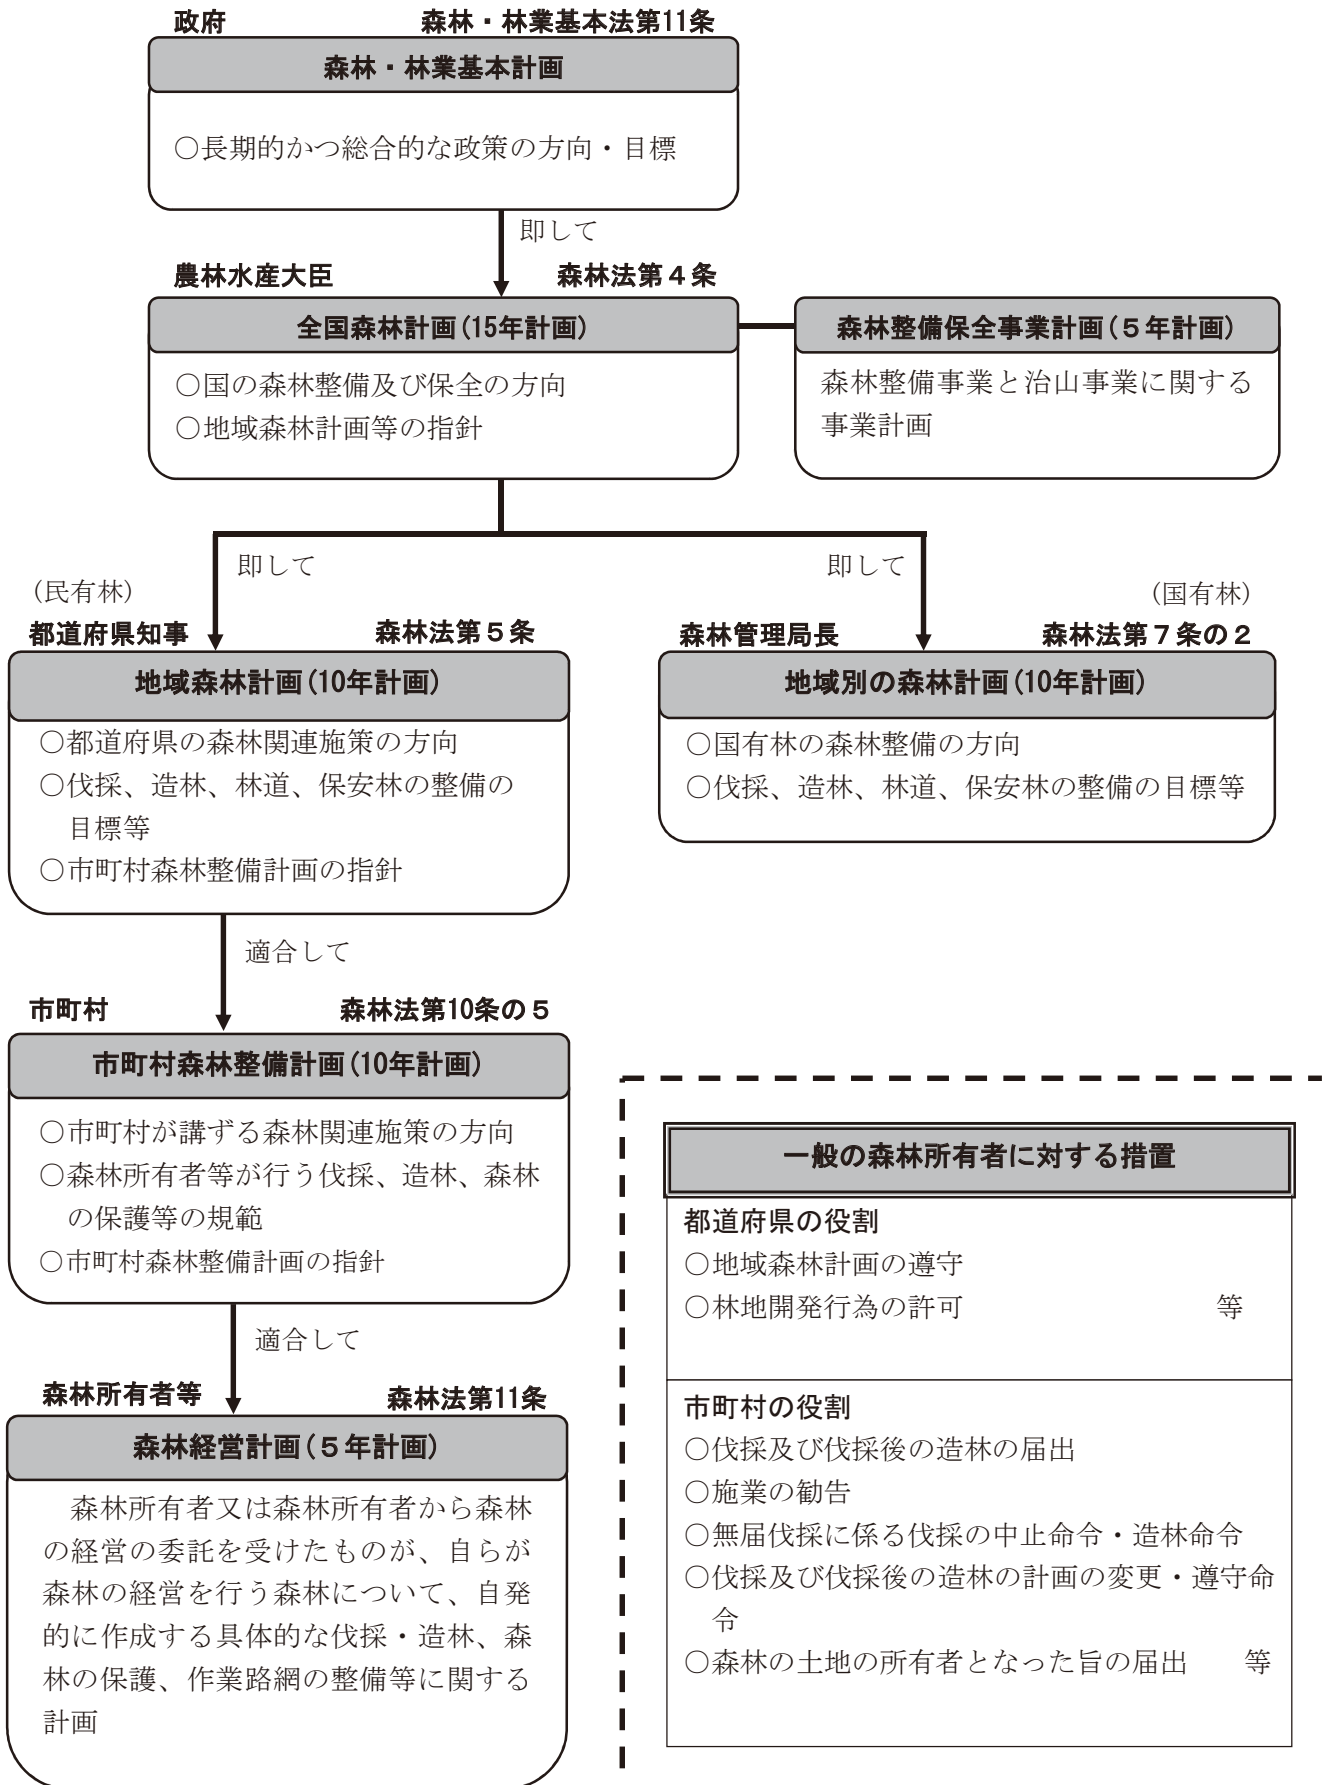 政府 森林・林業基本法第11条
森林・林業基本計画
○長期的かつ総合的な政策の方向・目標
即して
農林水産大臣 森林法第４条
全国森林計画(15年計画)
○国の森林整備及び保全の方向
○地域森林計画等の指針
森林整備保全事業計画(５年計画)
森林整備事業と治山事業に関する
事業計画
即して
即して
(民有林)
都道府県知事 森林法第５条
地域森林計画(10年計画)
○都道府県の森林関連施策の方向
○伐採、造林、林道、保安林の整備の
目標等
○市町村森林整備計画の指針
(国有林)
森林管理局長 森林法第７条の２
地域別の森林計画(10年計画)
○国有林の森林整備の方向
○伐採、造林、林道、保安林の整備の目標等
適合して
市町村 森林法第10条の５
市町村森林整備計画(10年計画)
○市町村が講ずる森林関連施策の方向
○森林所有者等が行う伐採、造林、森林
の保護等の規範
○市町村森林整備計画の指針
適合して
森林所有者等 森林法第11条
森林経営計画(５年計画)
森林所有者又は森林所有者から森林
の経営の委託を受けたものが、自らが
森林の経営を行う森林について、自発
的に作成する具体的な伐採・造林、森
林の保護、作業路網の整備等に関する
計画
一般の森林所有者に対する措置
都道府県の役割
○地域森林計画の遵守
○林地開発行為の許可 等
市町村の役割
○伐採及び伐採後の造林の届出
○施業の勧告
○無届伐採に係る伐採の中止命令・造林命令
○伐採及び伐採後の造林の計画の変更・遵守命
令
○森林の土地の所有者となった旨の届出 等